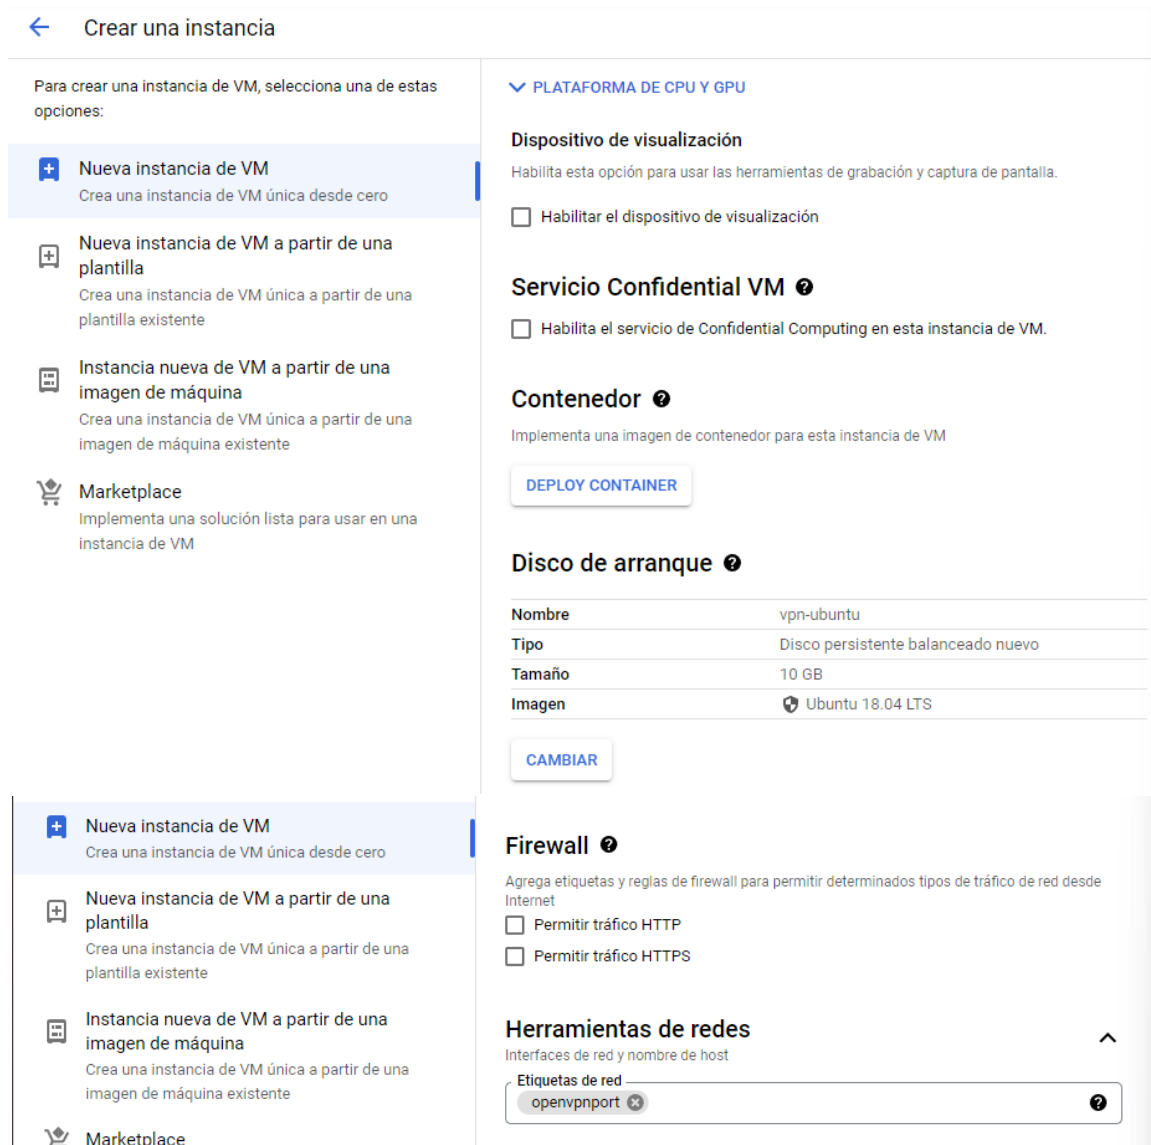 Crear una instancia
Para crear una instancia de VM, selecciona una de estas
opciones:
Nueva instancia de VM
Crea una instancia de VM única desde cero
Nueva instancia de VM a partir de una
plantilla
Crea una instancia de VM única a partir de una
plantilla existente
Instancia nueva de VM a partir de una
imagen de máquina
Crea una instancia de VM única a partir de una
imagen de máquina existente
Marketplace
Implementa una solución lista para usar en una
instancia de VM
PLATAFORMA DE CPU Y GPU
Dispositivo de visualización
Habilita esta opción para usar las herramientas de grabación y captura de pantalla.
Habilitar el dispositivo de visualización
Servicio Confidential VM
Habilita el servicio de Confidential Computing en esta instancia de VM.
Contenedor
Implementa una imagen de contenedor para esta instancia de VM
DEPLOY CONTAINER
Disco de arranque
Nombre vpn-ubuntu
Tipo Disco persistente balanceado nuevo
Tamaño 10 GB
Imagen Ubuntu 18.04 LTS
CAMBIAR
Nueva instancia de VM
Crea una instancia de VM única desde cero
Nueva instancia de VM a partir de una
plantilla
Crea una instancia de VM única a partir de una
plantilla existente
Instancia nueva de VM a partir de una
imagen de máquina
Crea una instancia de VM única a partir de una
imagen de máquina existente
Marketplace
Firewall
Agrega etiquetas y reglas de firewall para permitir determinados tipos de tráfico de red desde
Internet
Permitir tráfico HTTP
Permitir tráfico HTTPS
Herramientas de redes
Interfaces de red y nombre de host
Etiquetas de red
openvpnport